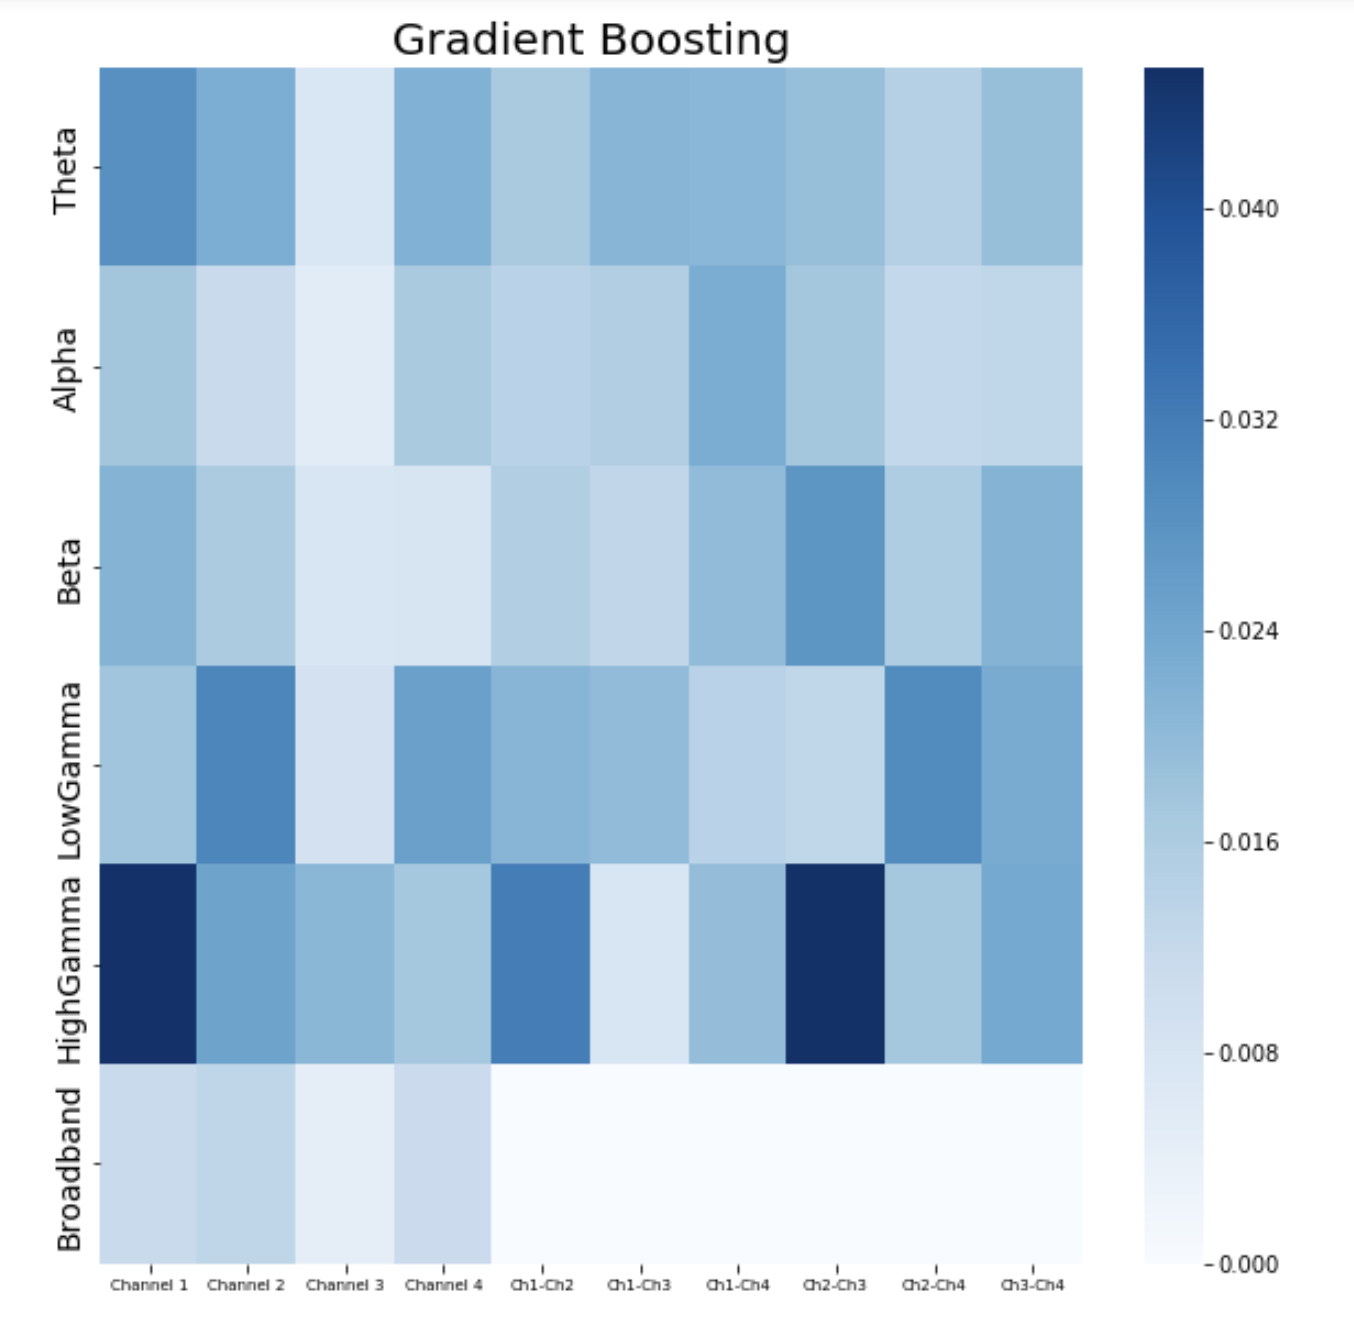 Gradient Boosting
Theta
Alpha
Beta
LowGamma
HighGamma
Broadband
Channel 1 Channel 2 Channel 3 Channel 4 Ch1-Ch2 Ch1-Ch3 Ch1-Ch4 Ch2-Ch3 Ch2-Ch4 Ch3-Ch4
0.040
0.032
0.024
0.016
0.008
0.000